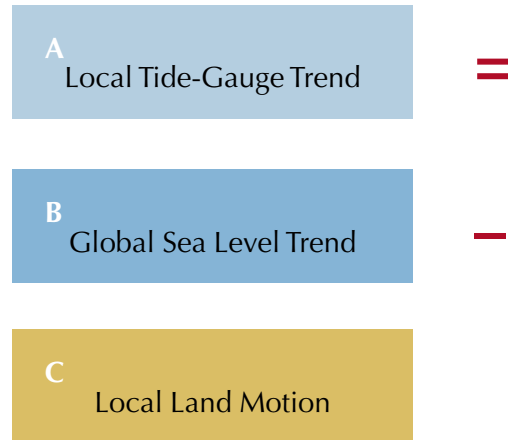 A
Local Tide-Gauge Trend
=
B
Global Sea Level Trend
–
C
Local Land Motion